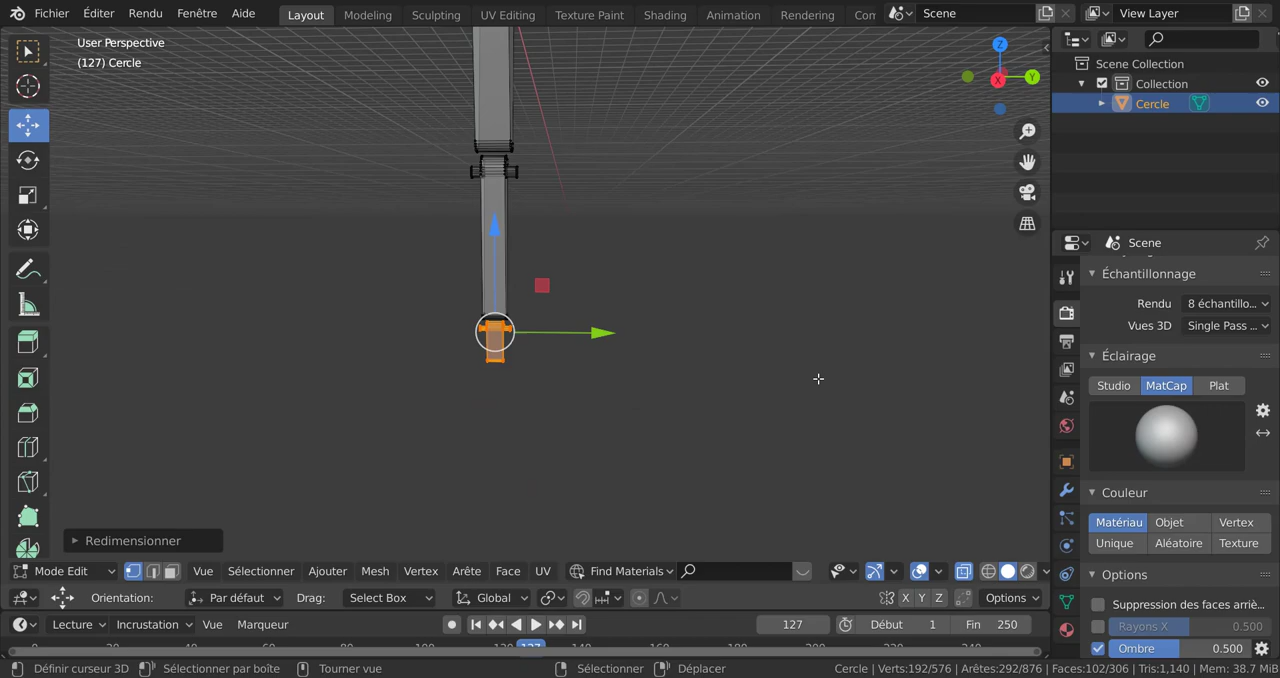 Fichier Éditer Rendu Fenêtre Aide Layout Modeling Sculpting UV Editing Texture Paint Shading Animation Rendering Com Scene View Layer
User Perspective
(127) Cercle
Z
Y
X
Scene Collection
Collection
Cercle
Scene
Échantillonnage
Rendu 8 échantillo...
Vues 3D Single Pass ...
Éclairage
Studio MatCap Plat
Couleur
Matériau Objet Vertex
Unique Aléatoire Texture
Options
Suppression des faces arriè...
Rayons X 0.500
Ombre 0.500
Redimensionner
Mode Edit Vue Sélectionner Ajouter Mesh Vertex Arête Face UV Find Materials
Orientation: Par défaut Drag: Select Box Global X Y Z Options
Lecture Incrustation Vue Marqueur 127 Début 1 Fin 250
Définir curseur 3D Sélectionner par boîte Tourner vue Sélectionner Déplacer Cercle | Verts:192/576 | Arêtes:292/876 | Faces:102/306 | Tris:1,140 | Mem: 38.7 MiB